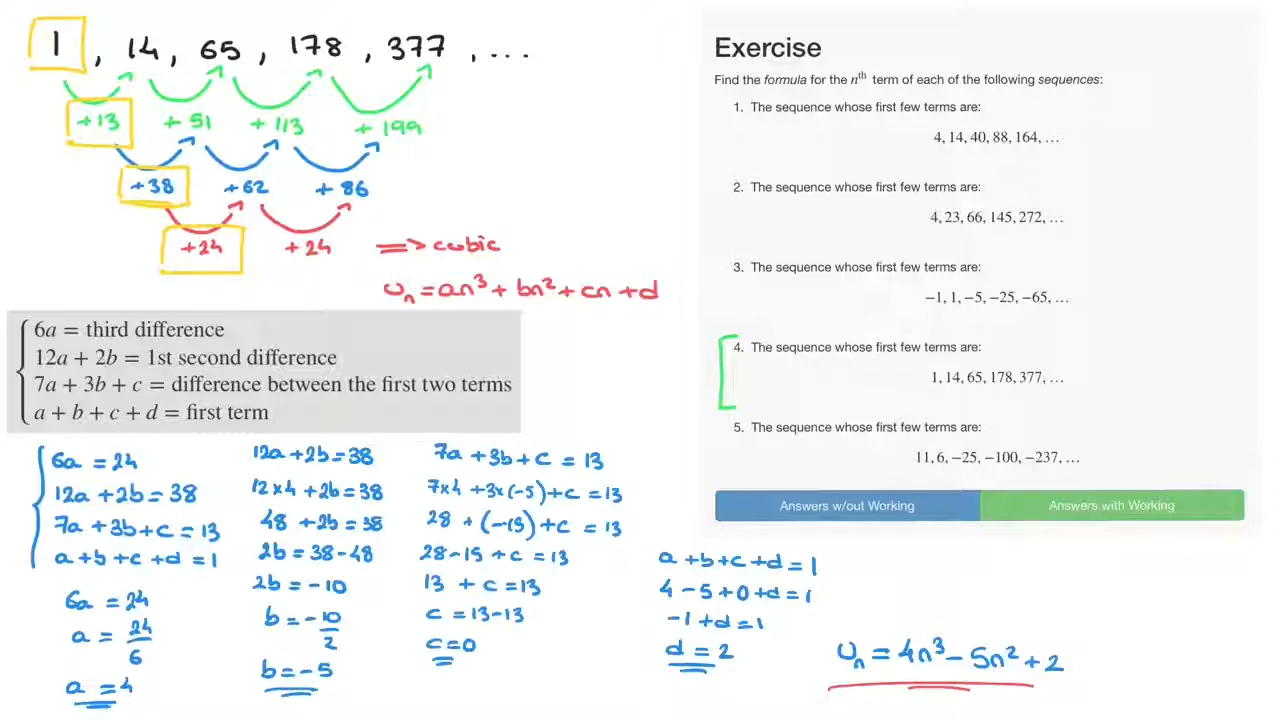 1, 14, 65, 178, 377, ....
+13 +51 +113 +199
+38 +62 +86
+24 +24 ⟹ cubic
Uₙ = an³ + bn² + cn + d
6a = third difference
12a + 2b = 1st second difference
7a + 3b + c = difference between the first two terms
a + b + c + d = first term
6a = 24
12a + 2b = 38
7a + 3b + c = 13
a + b + c + d = 1
6a = 24
a = 24/6
a = 4
12a + 2b = 38
12 × 4 + 2b = 38
48 + 2b = 38
2b = 38 - 48
2b = -10
b = -10/2
b = -5
7a + 3b + c = 13
7×4 + 3×(-5) + c = 13
28 + (-15) + c = 13
28 - 15 + c = 13
13 + c = 13
c = 13 - 13
c = 0
a + b + c + d = 1
4 - 5 + 0 + d = 1
-1 + d = 1
d = 2
Uₙ = 4n³ - 5n² + 2
Exercise
Find the formula for the nᵗʰ term of each of the following sequences:
1. The sequence whose first few terms are:
4, 14, 40, 88, 164, …
2. The sequence whose first few terms are:
4, 23, 66, 145, 272, …
3. The sequence whose first few terms are:
−1, 1, −5, −25, −65, …
4. The sequence whose first few terms are:
1, 14, 65, 178, 377, …
5. The sequence whose first few terms are:
11, 6, −25, −100, −237, …
Answers w/out Working
Answers with Working